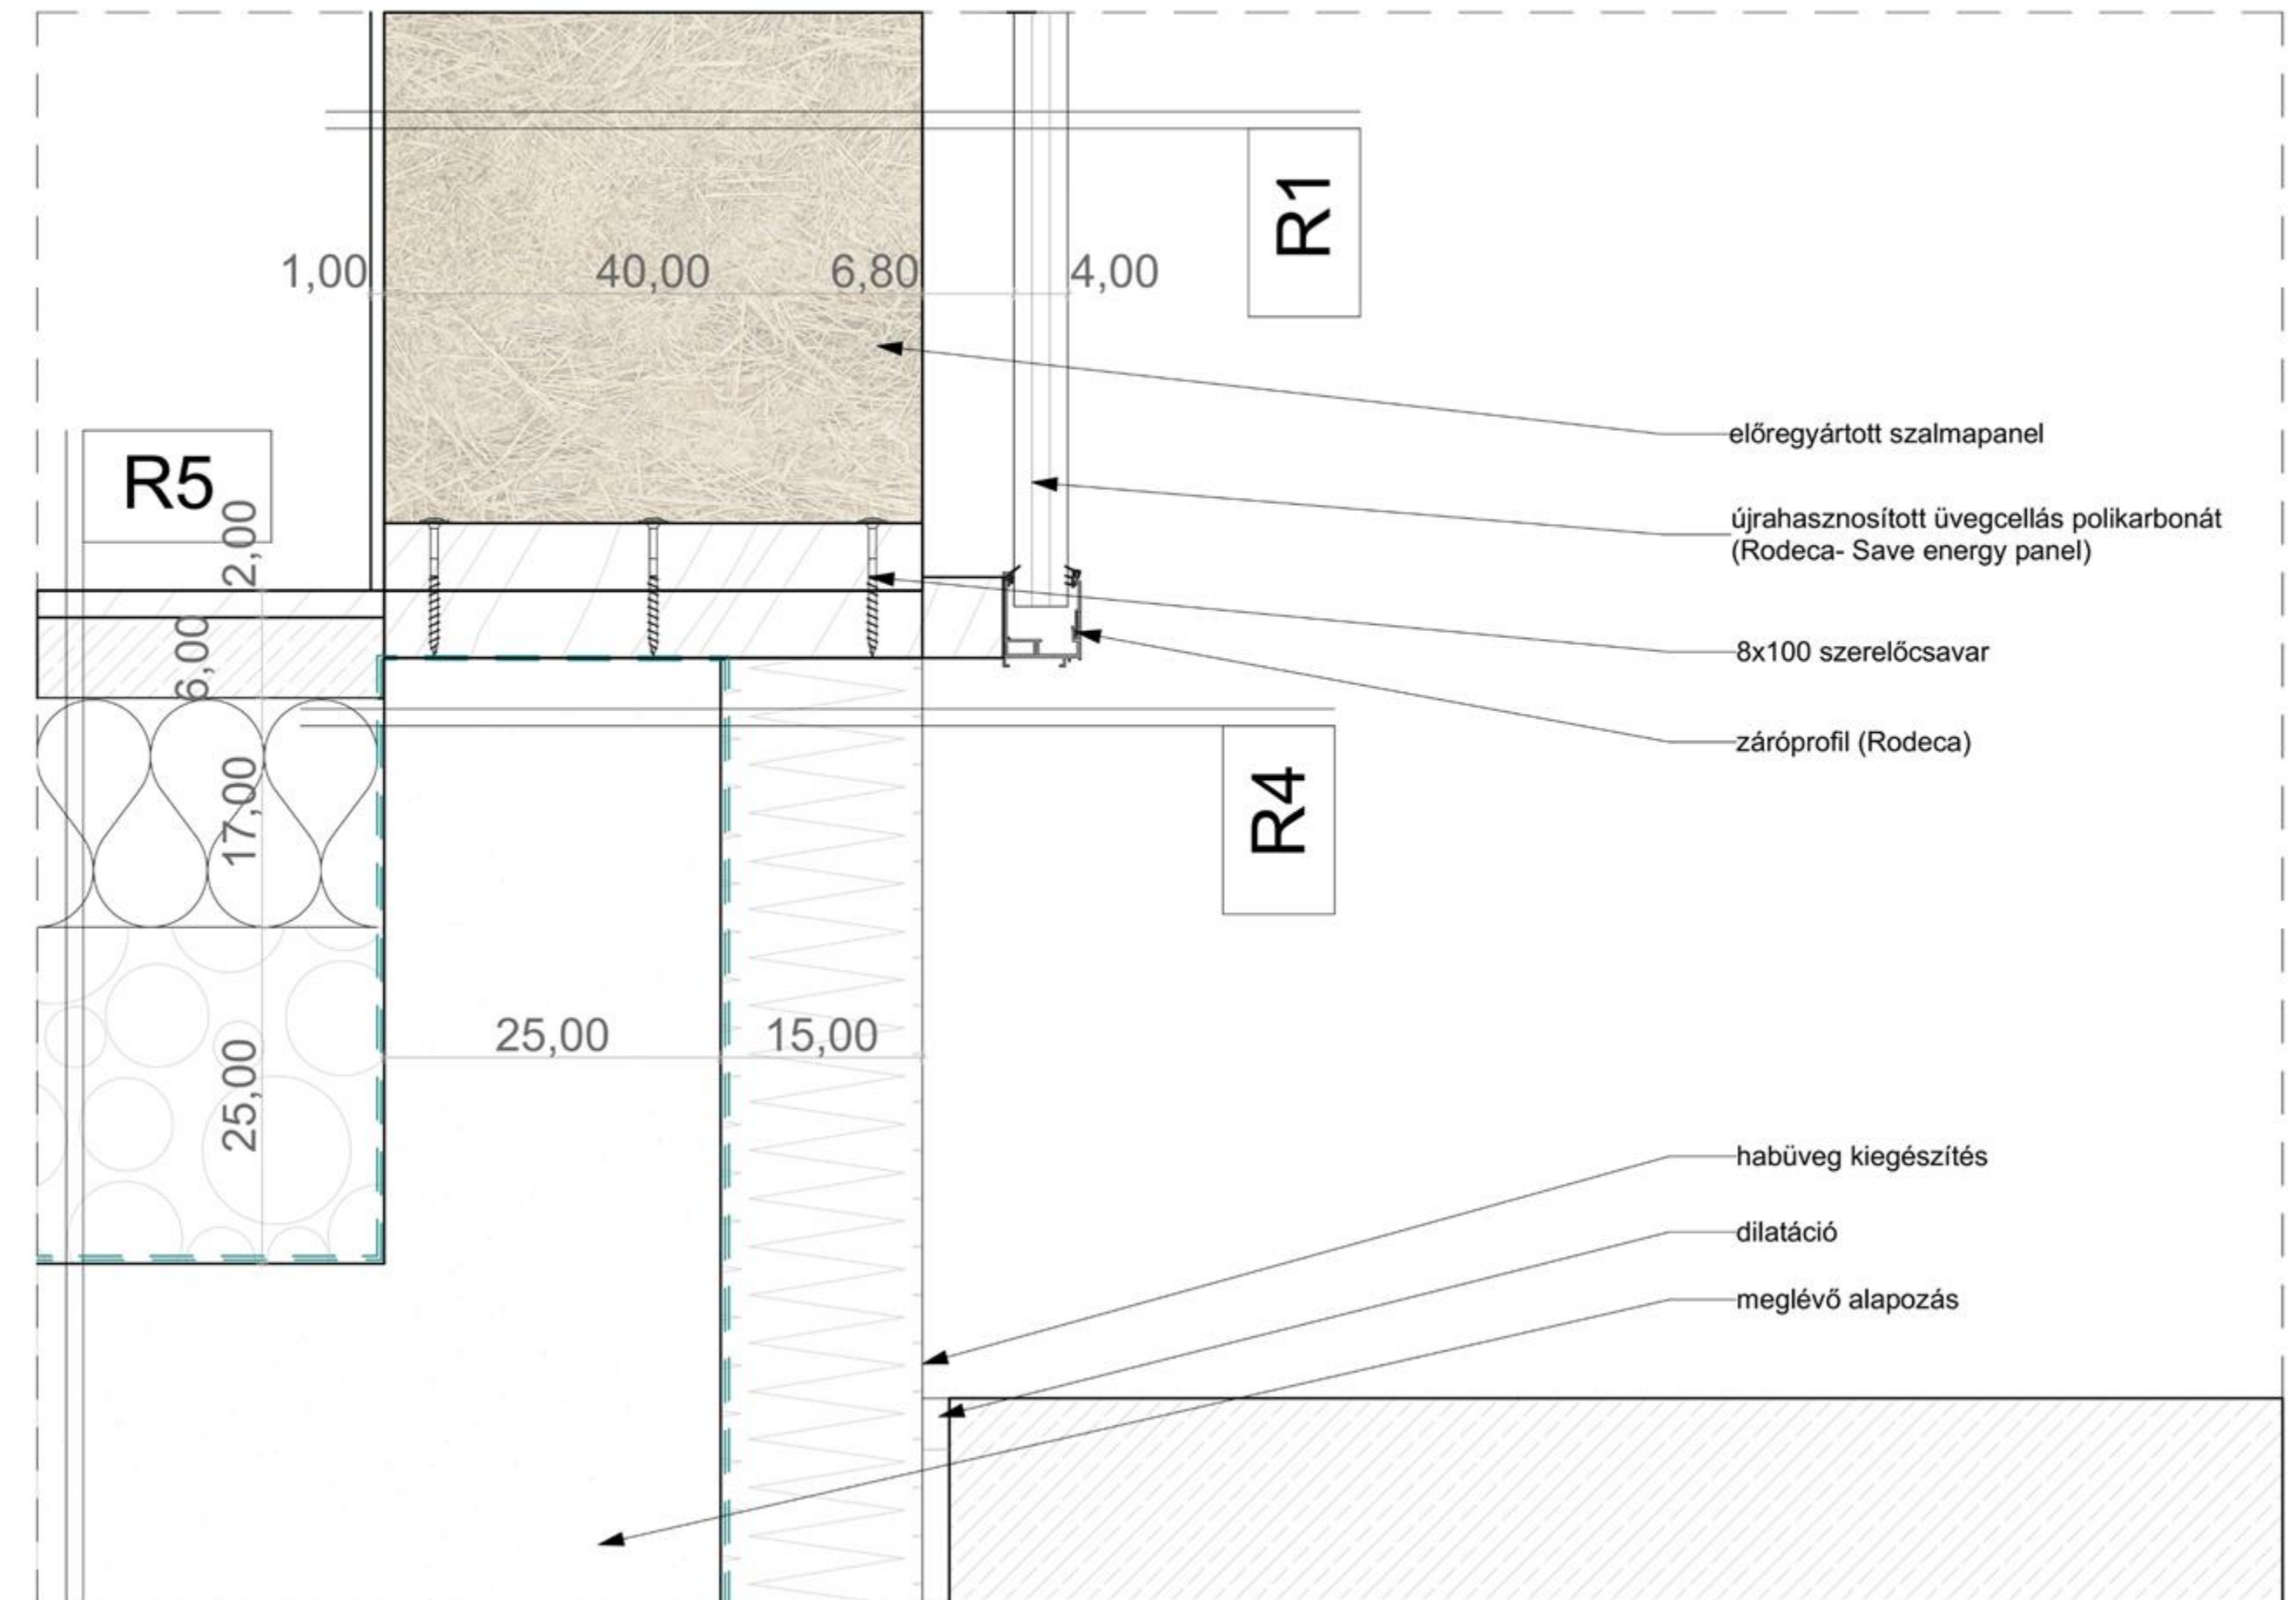 R1
1,00
40,00
6,80
4,00
előregyártott szalmapanel
R5
2,00
újrahasznosított üvegcellás polikarbonát
(Rodeca- Save energy panel)
6,00
8x100 szerelőcsavar
záróprofil (Rodeca)
17,00
R4
25,00
15,00
25,00
habüveg kiegészítés
dilatáció
meglévő alapozás